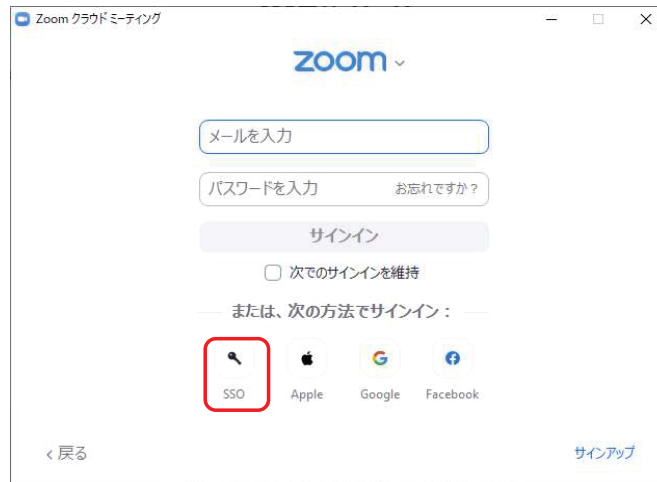 Zoom クラウドミーティング
zoom
メールを入力
パスワードを入力 お忘れですか？
サインイン
次でのサインインを維持
または、次の方法でサインイン：
SSO Apple Google Facebook
＜戻る サインアップ